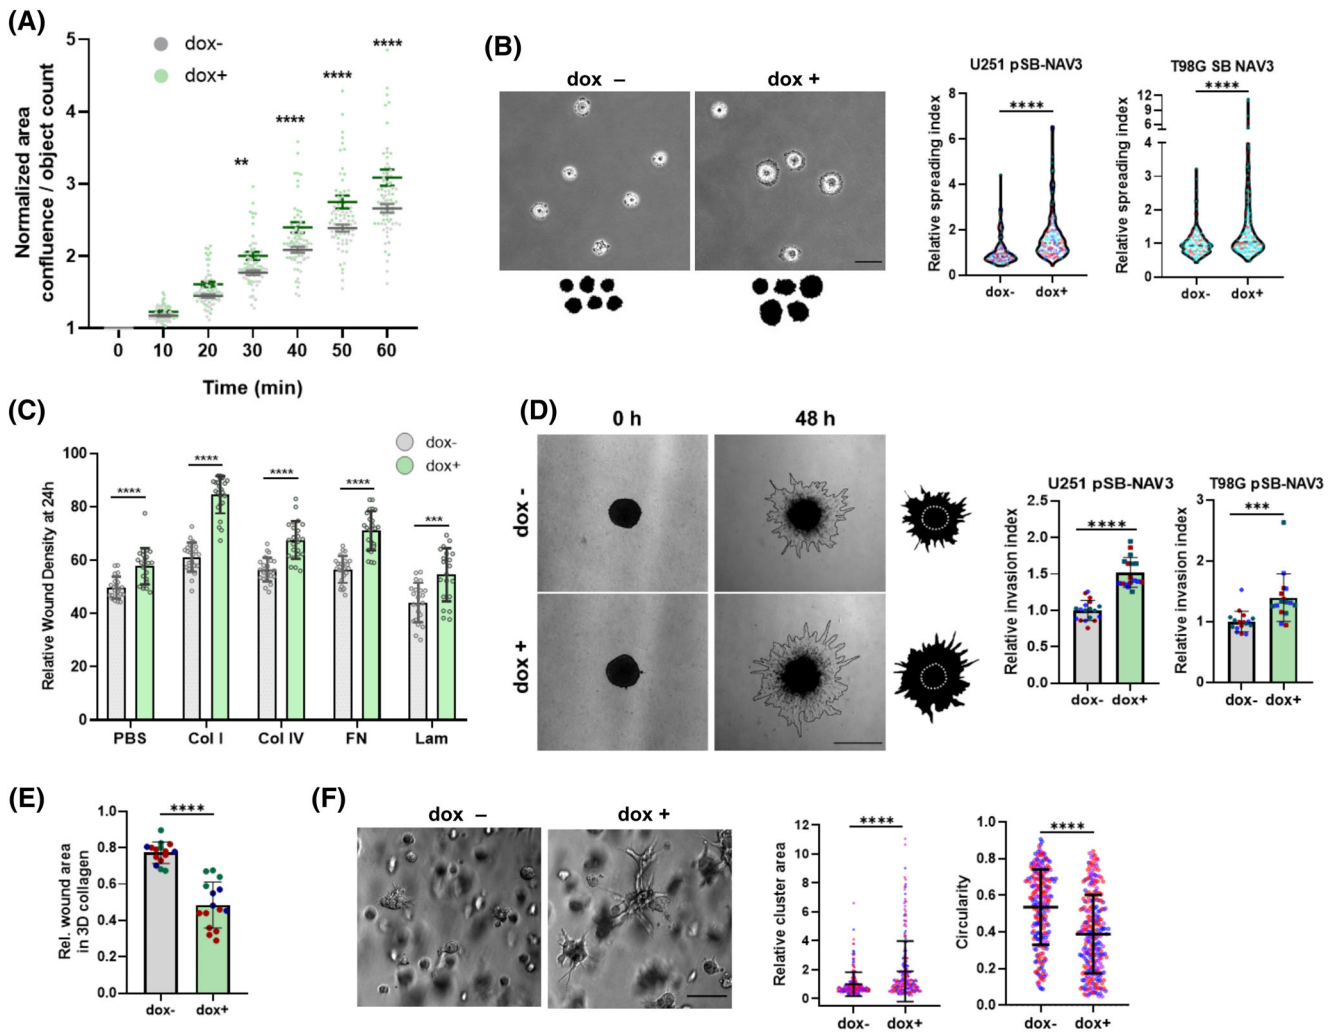 (A)
Normalized area
confluence / object count
5
4
3
2
1
dox-
dox+
**
****
****
****
****
0 10 20 30 40 50 60
Time (min)
(B)
dox –
dox +
U251 pSB-NAV3
Relative spreading index
8
6
4
2
0
****
dox- dox+
T98G SB NAV3
Relative spreading index
12
9
6
4
3
2
1
0
****
dox- dox+
(C)
Relative Wound Density at 24h
100
80
60
40
20
0
dox-
dox+
****
****
****
****
***
PBS Col I Col IV FN Lam
(D)
0 h
48 h
dox -
dox +
U251 pSB-NAV3
Relative invasion index
2.5
2.0
1.5
1.0
0.5
0.0
****
dox- dox+
T98G pSB-NAV3
Relative invasion index
3
2
1
0
***
dox- dox+
(E)
Rel. wound area
in 3D collagen
1.0
0.8
0.6
0.4
0.2
0.0
****
dox- dox+
(F)
dox –
dox +
Relative cluster area
12
10
8
6
4
2
0
****
dox- dox+
Circularity
1.0
0.8
0.6
0.4
0.2
0.0
****
dox- dox+